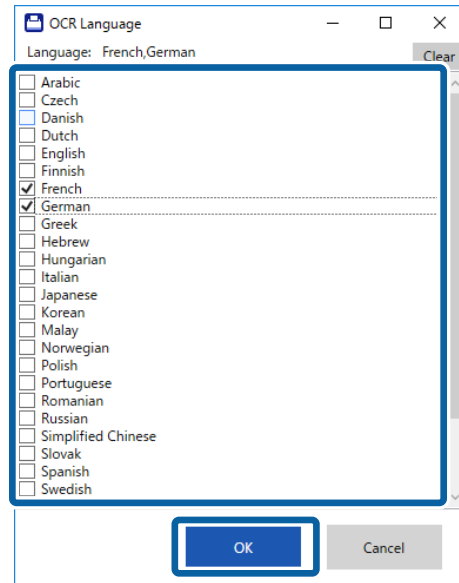 OCR Language
Language: French,German
Clear
Arabic
Czech
Danish
Dutch
English
Finnish
French
German
Greek
Hebrew
Hungarian
Italian
Japanese
Korean
Malay
Norwegian
Polish
Portuguese
Romanian
Russian
Simplified Chinese
Slovak
Spanish
Swedish
OK
Cancel